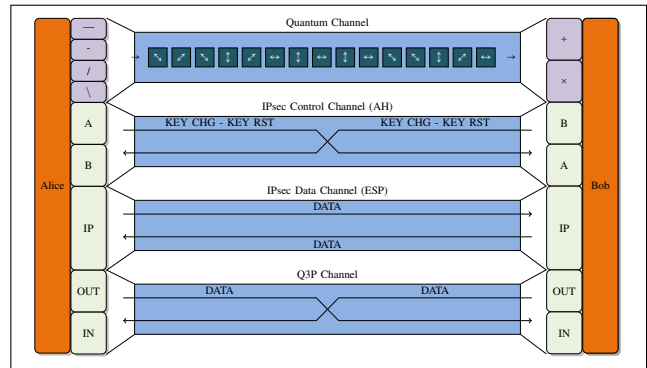 Quantum Channel
—
-
/
\
+
×
IPsec Control Channel (AH)
KEY CHG - KEY RST KEY CHG - KEY RST
A
B
B
A
Alice
Bob
IPsec Data Channel (ESP)
DATA
IP
IP
DATA
Q3P Channel
DATA DATA
OUT
OUT
IN
IN